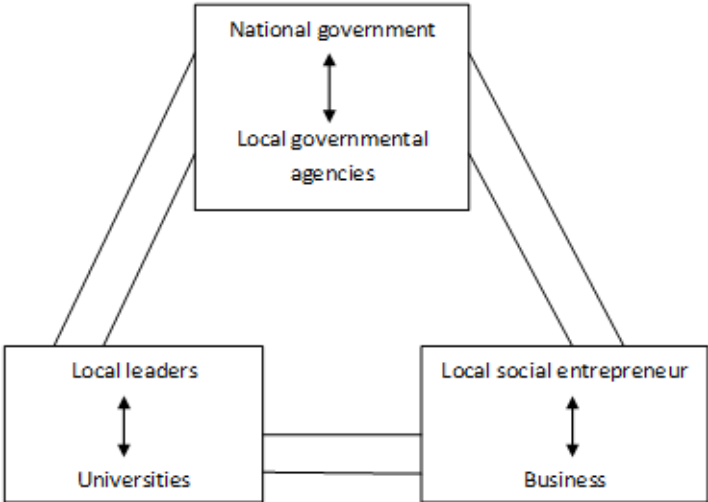 National government
Local governmental
agencies
Local leaders
Local social entrepreneur
Universities
Business